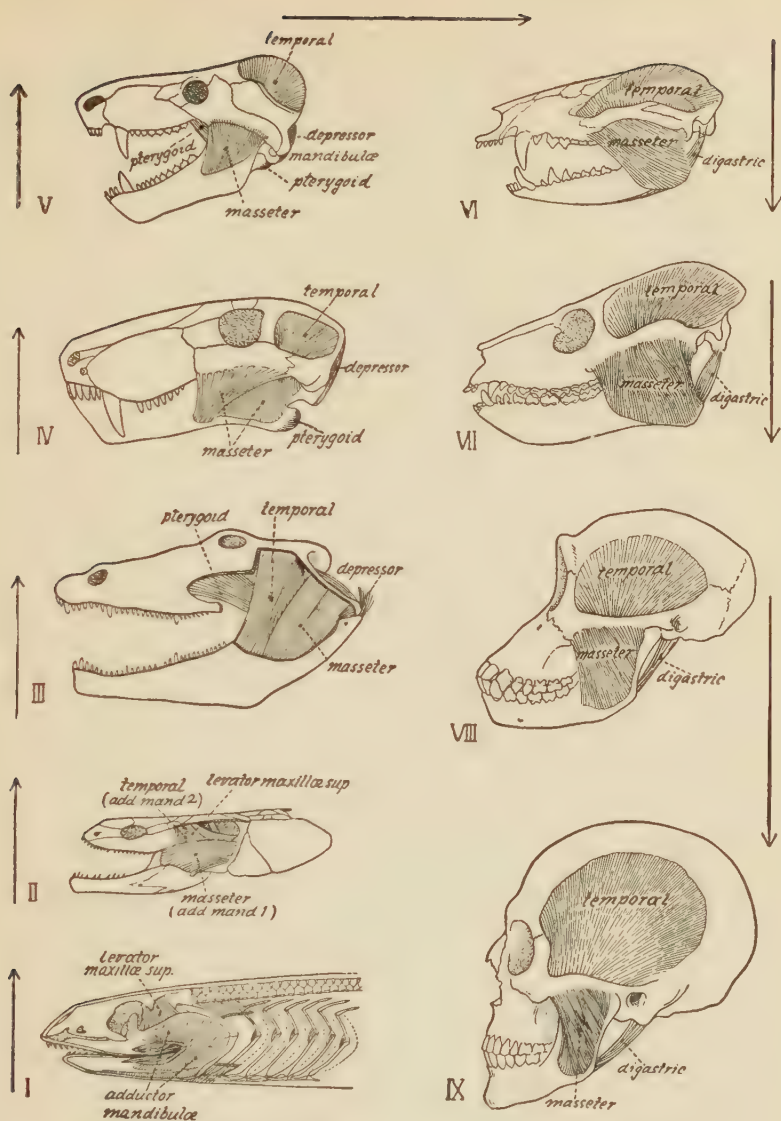 temporal
pterygoid
depressor
mandibulæ
pterygoid
masseter
V
temporal
masseter
digastric
VI
temporal
depressor
pterygoid
masseter
IV
temporal
masseter
digastric
VII
pterygoid
temporal
depressor
masseter
III
temporal
masseter
digastric
VIII
temporal
(add mand 2)
levator maxillæ sup
masseter
(add mand 1)
II
levator
maxillæ sup.
adductor
mandibulæ
I
temporal
digastric
masseter
IX